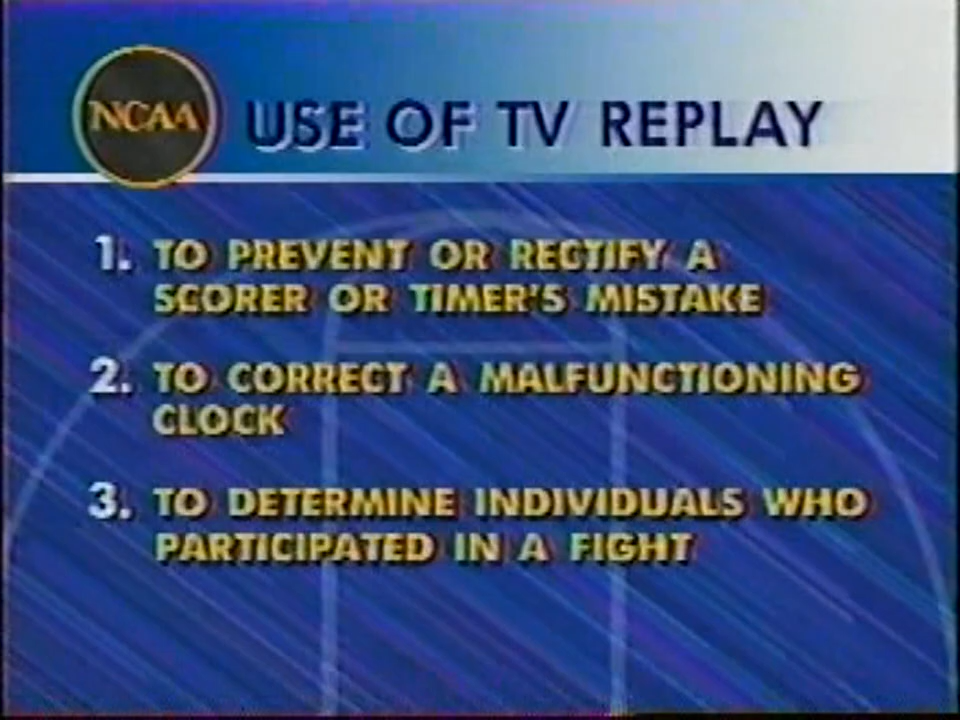 NCAA
USE OF TV REPLAY
1. TO PREVENT OR RECTIFY A
SCORER OR TIMER'S MISTAKE
2. TO CORRECT A MALFUNCTIONING
CLOCK
3. TO DETERMINE INDIVIDUALS WHO
PARTICIPATED IN A FIGHT